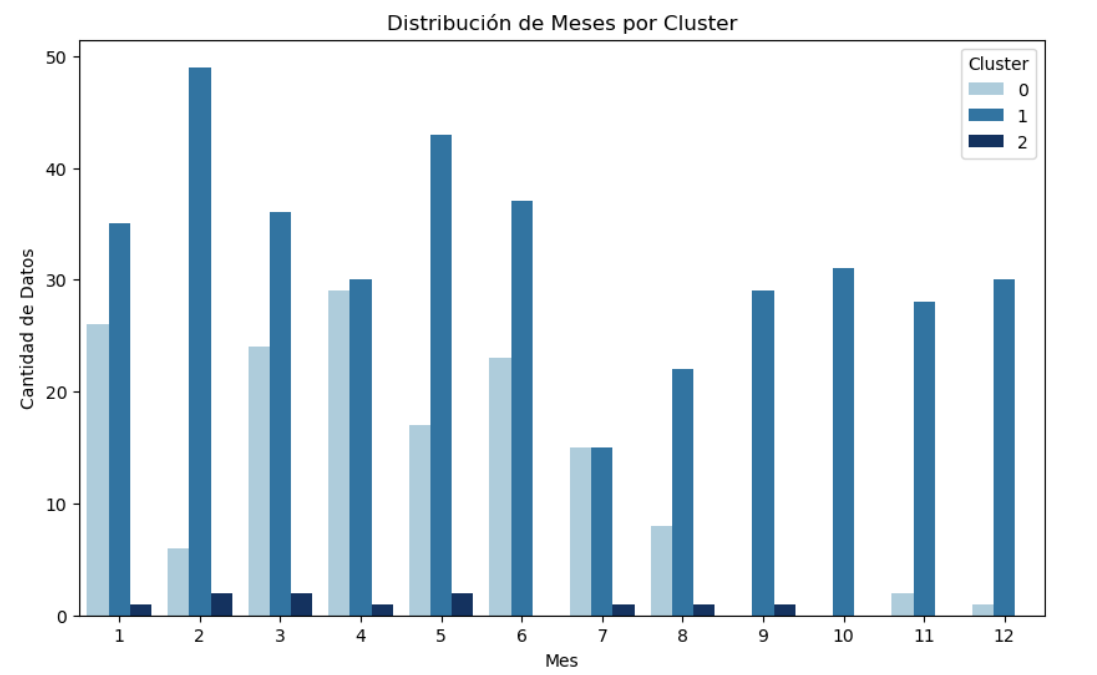 Distribución de Meses por Cluster
Cantidad de Datos
50
40
30
20
10
0
1 2 3 4 5 6 7 8 9 10 11 12
Mes
Cluster
0
1
2